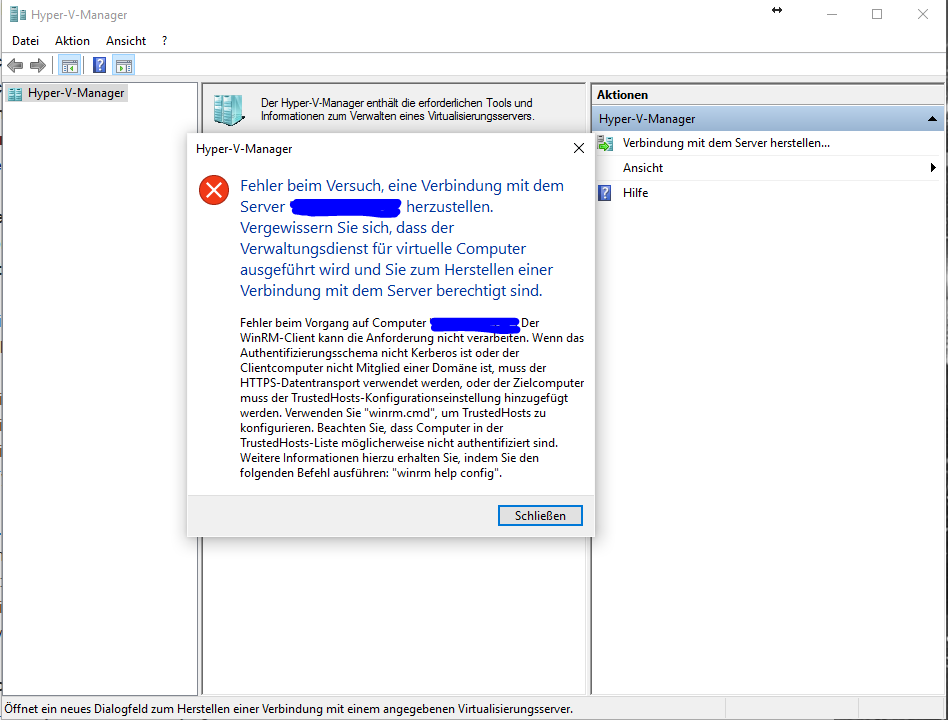 Hyper-V-Manager
Datei Aktion Ansicht ?
Hyper-V-Manager
Der Hyper-V-Manager enthält die erforderlichen Tools und
Informationen zum Verwalten eines Virtualisierungsservers.
Aktionen
Hyper-V-Manager
Verbindung mit dem Server herstellen...
Ansicht
Hilfe
Hyper-V-Manager
Fehler beim Versuch, eine Verbindung mit dem
Server herzustellen.
Vergewissern Sie sich, dass der
Verwaltungsdienst für virtuelle Computer
ausgeführt wird und Sie zum Herstellen einer
Verbindung mit dem Server berechtigt sind.
Fehler beim Vorgang auf Computer Der
WinRM-Client kann die Anforderung nicht verarbeiten. Wenn das
Authentifizierungsschema nicht Kerberos ist oder der
Clientcomputer nicht Mitglied einer Domäne ist, muss der
HTTPS-Datentransport verwendet werden, oder der Zielcomputer
muss der TrustedHosts-Konfigurationseinstellung hinzugefügt
werden. Verwenden Sie "winrm.cmd", um TrustedHosts zu
konfigurieren. Beachten Sie, dass Computer in der
TrustedHosts-Liste möglicherweise nicht authentifiziert sind.
Weitere Informationen hierzu erhalten Sie, indem Sie den
folgenden Befehl ausführen: "winrm help config".
Schließen
Öffnet ein neues Dialogfeld zum Herstellen einer Verbindung mit einem angegebenen Virtualisierungsserver.